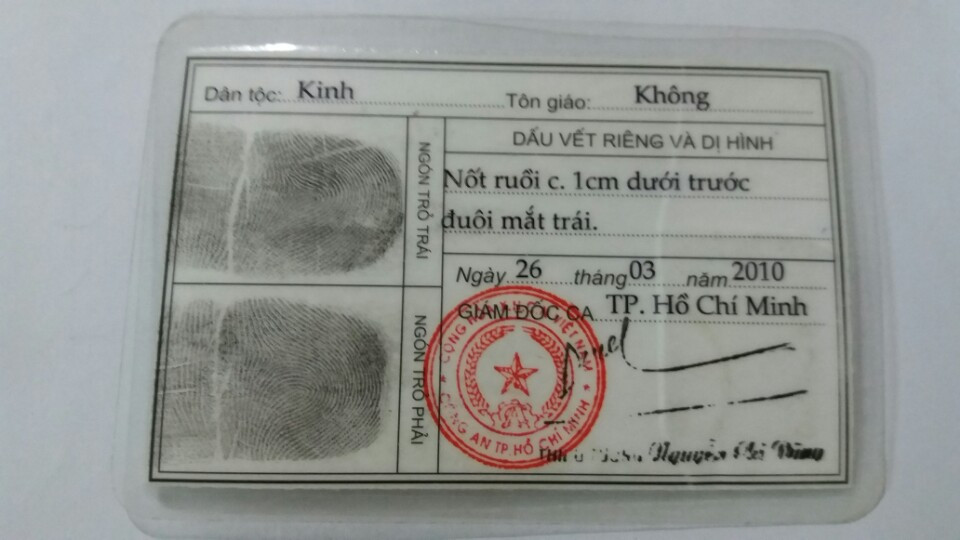 Dân tộc: Kinh Tôn giáo: Không
NGÓN TRỎ TRÁI
NGÓN TRỎ PHẢI
DẤU VẾT RIÊNG VÀ DỊ HÌNH
Nốt ruồi c. 1cm dưới trước
đuôi mắt trái.
Ngày 26 tháng 03 năm 2010
GIÁM ĐỐC CA TP. Hồ Chí Minh
CÔNG AN TP. HỒ CHÍ MINH
Nguyễn Chí